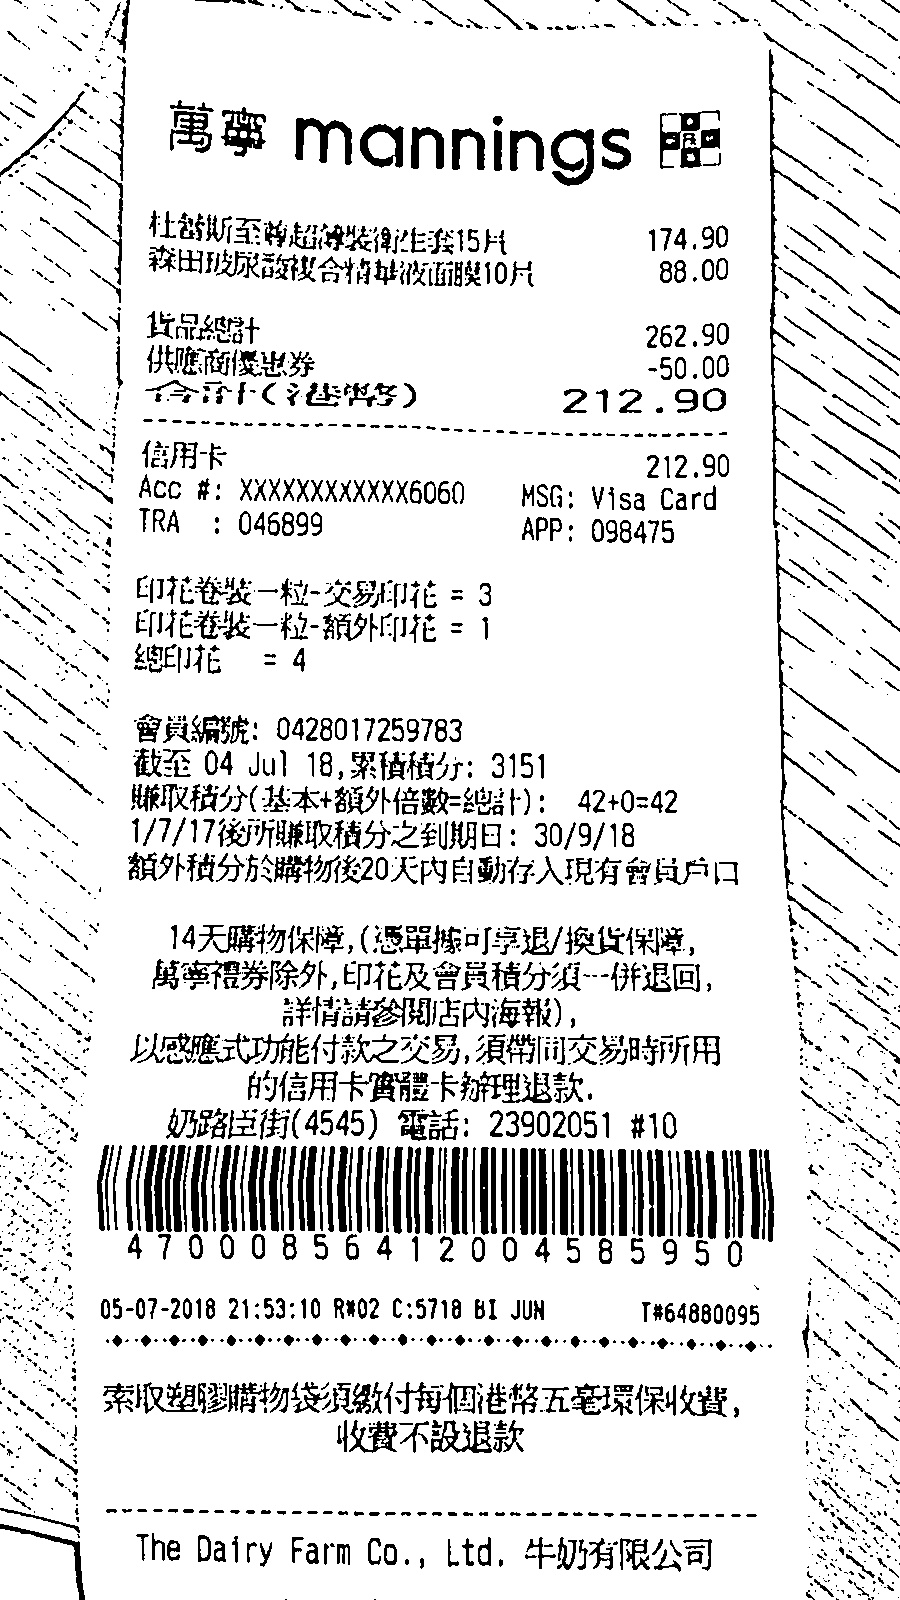 萬寧 mannings
杜蕾斯至尊超薄裝衛生套15片 174.90
森田玻尿酸複合精華液面膜10片 88.00
貨品總計 262.90
供應商優惠券 -50.00
合計(港幣) 212.90
信用卡 212.90
Acc #: XXXXXXXXXXXX6060 MSG: Visa Card
TRA : 046899 APP: 098475
印花卷裝一粒-交易印花 = 3
印花卷裝一粒-額外印花 = 1
總印花 = 4
會員編號: 0428017259783
截至 04 Jul 18,累積積分: 3151
賺取積分(基本+額外倍數=總計): 42+0=42
1/7/17後所賺取積分之到期日: 30/9/18
額外積分於購物後20天內自動存入現有會員戶口
14天購物保障,(憑單據可享退/換貨保障,
萬寧禮券除外,印花及會員積分須一併退回,
詳情請參閱店內海報),
以感應式功能付款之交易,須帶同交易時所用
的信用卡實體卡辦理退款.
奶路臣街(4545) 電話: 23902051 #10
47000856412004585950
05-07-2018 21:53:10 R#02 C:5718 BI JUN T#64880095
索取塑膠購物袋須繳付每個港幣五毫環保收費,
收費不設退款
The Dairy Farm Co., Ltd. 牛奶有限公司